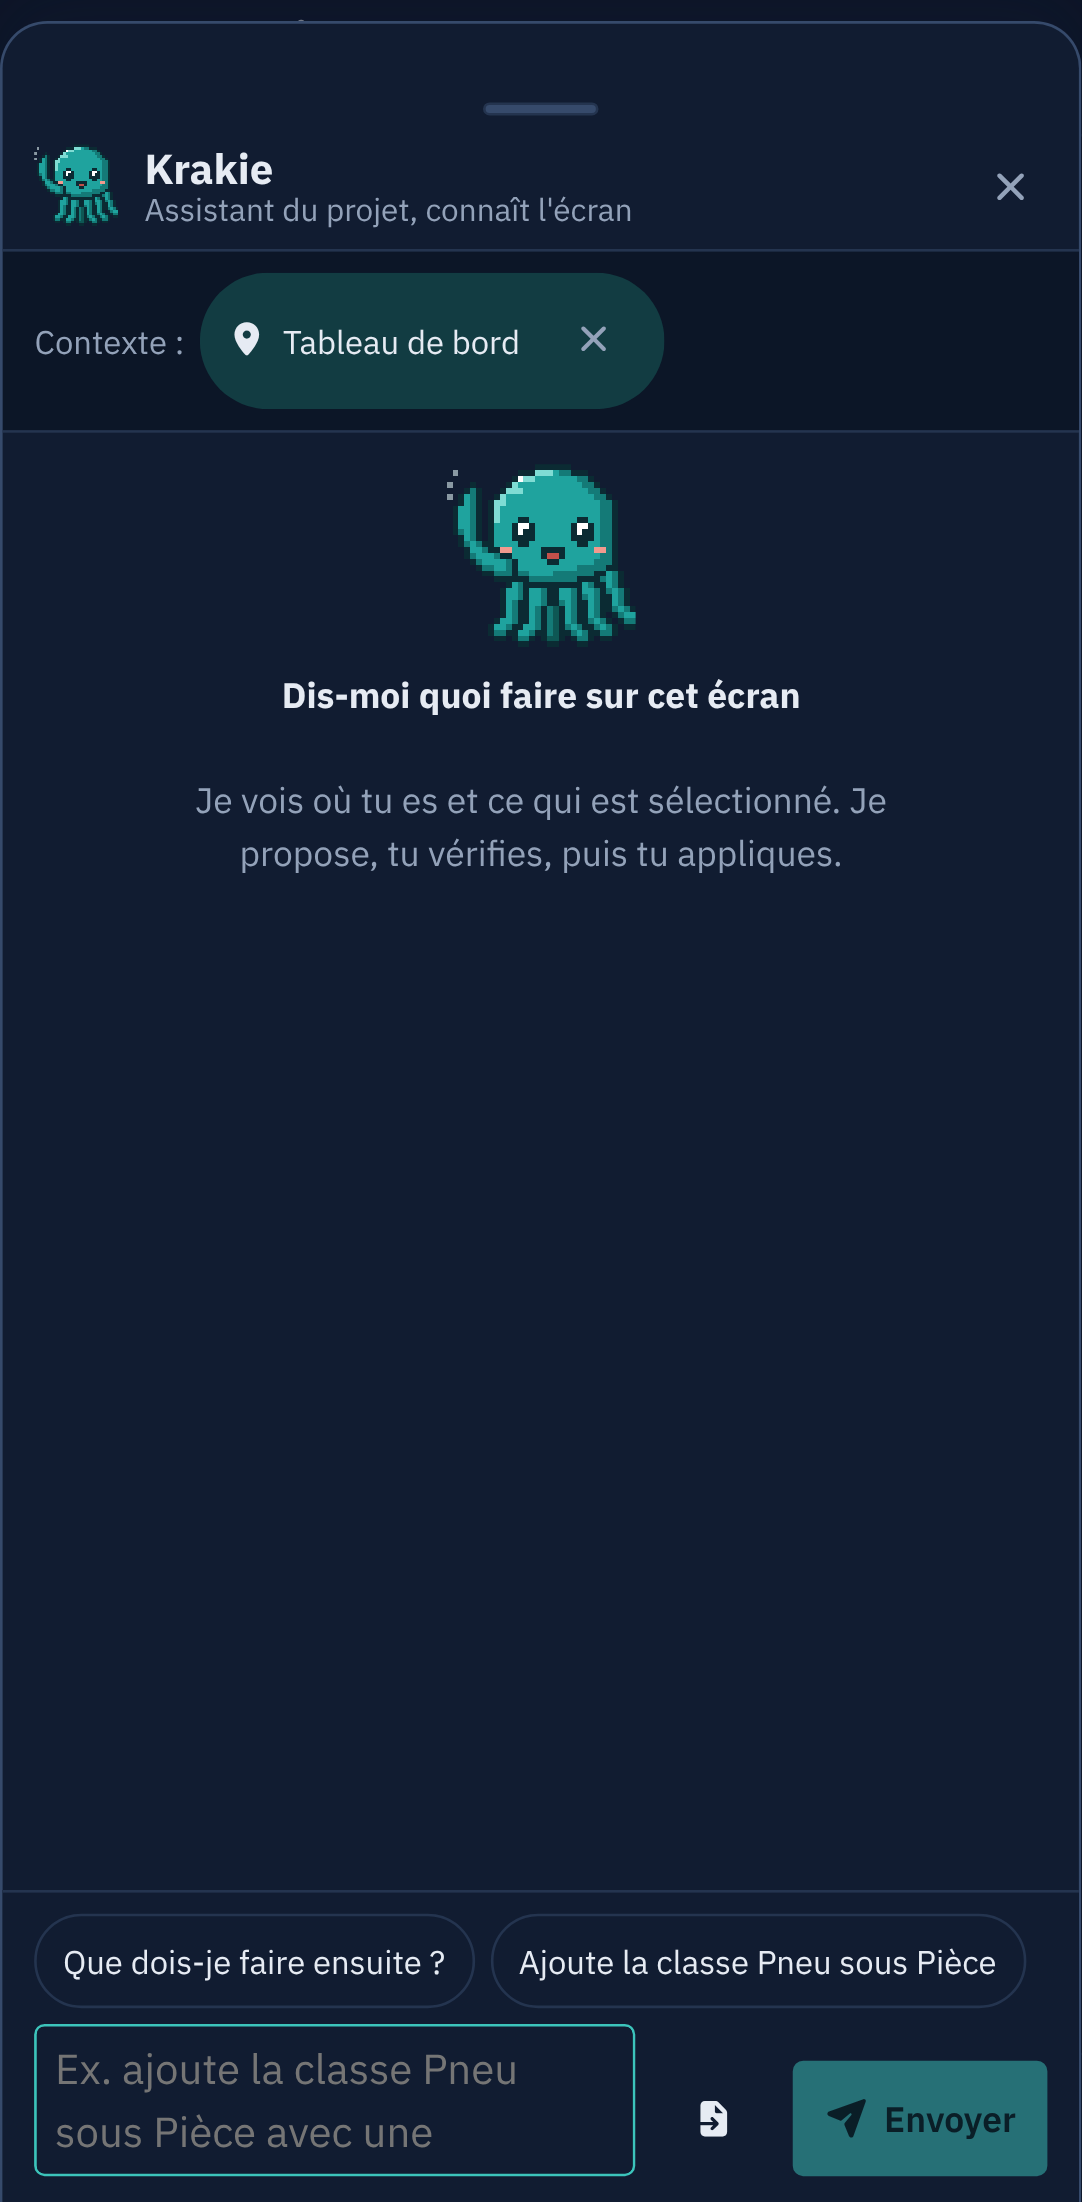 Krakie
Assistant du projet, connaît l'écran
Contexte :
Tableau de bord
Dis-moi quoi faire sur cet écran
Je vois où tu es et ce qui est sélectionné. Je
propose, tu vérifies, puis tu appliques.
Que dois-je faire ensuite ?
Ajoute la classe Pneu sous Pièce
Ex. ajoute la classe Pneu
sous Pièce avec une
Envoyer